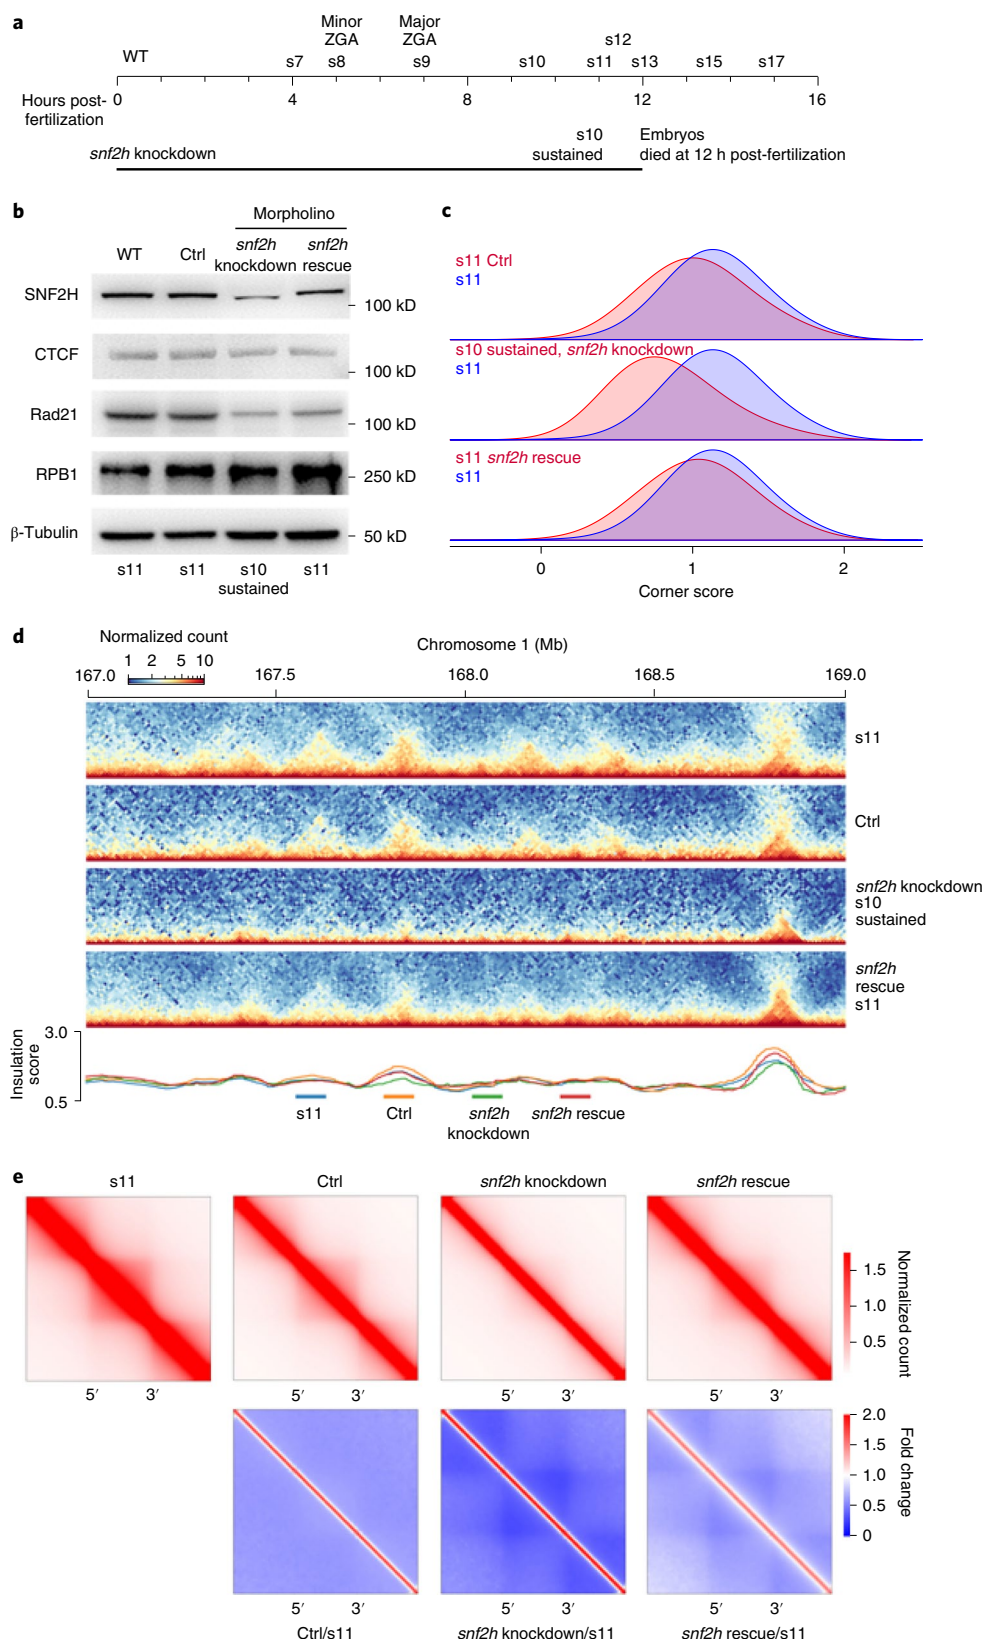 a
Minor ZGA
Major ZGA
s12
WT
s7
s8
s9
s10
s11
s13
s15
s17
Hours post-fertilization
0
4
8
12
16
snf2h knockdown
s10 sustained
Embryos died at 12 h post-fertilization
b
Morpholino
WT
Ctrl
snf2h knockdown
snf2h rescue
SNF2H
100 kD
CTCF
100 kD
Rad21
100 kD
RPB1
250 kD
β-Tubulin
50 kD
s11
s11
s10 sustained
s11
c
s11 Ctrl
s11
s10 sustained, snf2h knockdown
s11
s11 snf2h rescue
s11
0
1
2
Corner score
d
Normalized count
1 2 5 10
Chromosome 1 (Mb)
167.0
167.5
168.0
168.5
169.0
s11
Ctrl
snf2h knockdown
s10
sustained
snf2h
rescue
s11
Insulation score
3.0
0.5
s11
Ctrl
snf2h knockdown
snf2h rescue
e
s11
Ctrl
snf2h knockdown
snf2h rescue
Normalized count
1.5
1.0
0.5
5′ 3′
5′ 3′
5′ 3′
5′ 3′
Fold change
2.0
1.5
1.0
0.5
0
5′ 3′
5′ 3′
5′ 3′
Ctrl/s11
snf2h knockdown/s11
snf2h rescue/s11